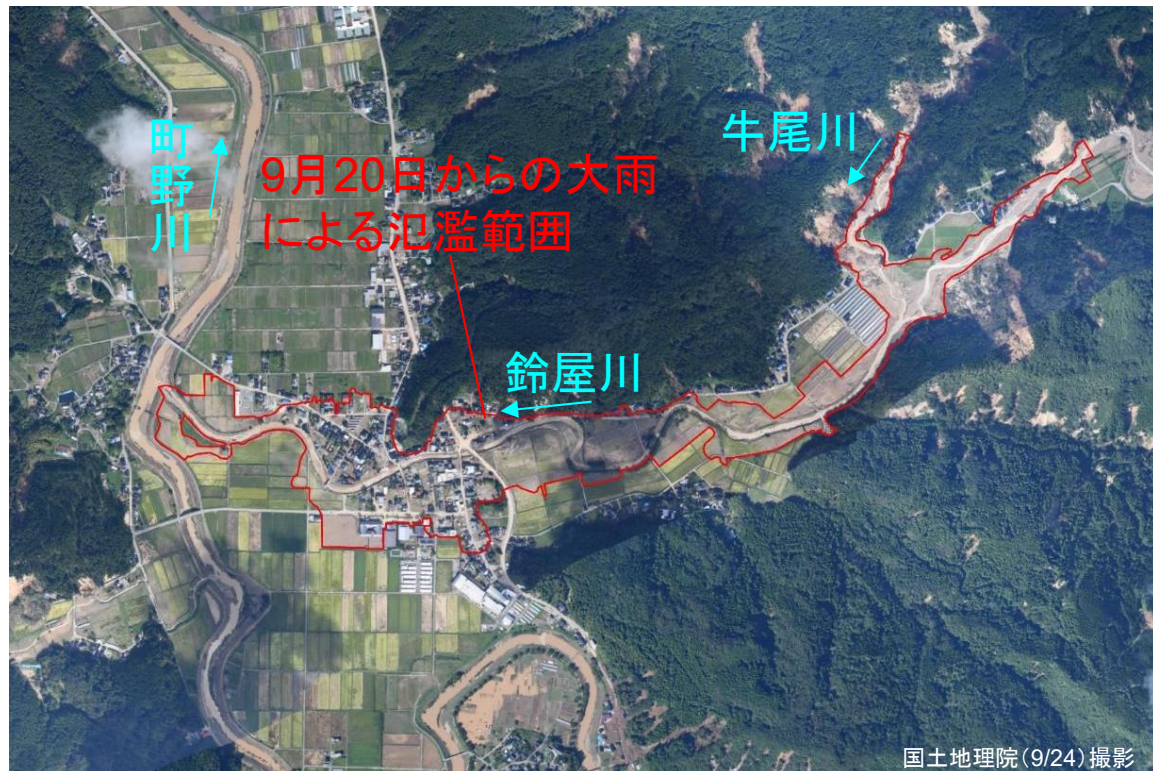 町野川
9月20日からの大雨
による氾濫範囲
牛尾川
鈴屋川
国土地理院(9/24)撮影